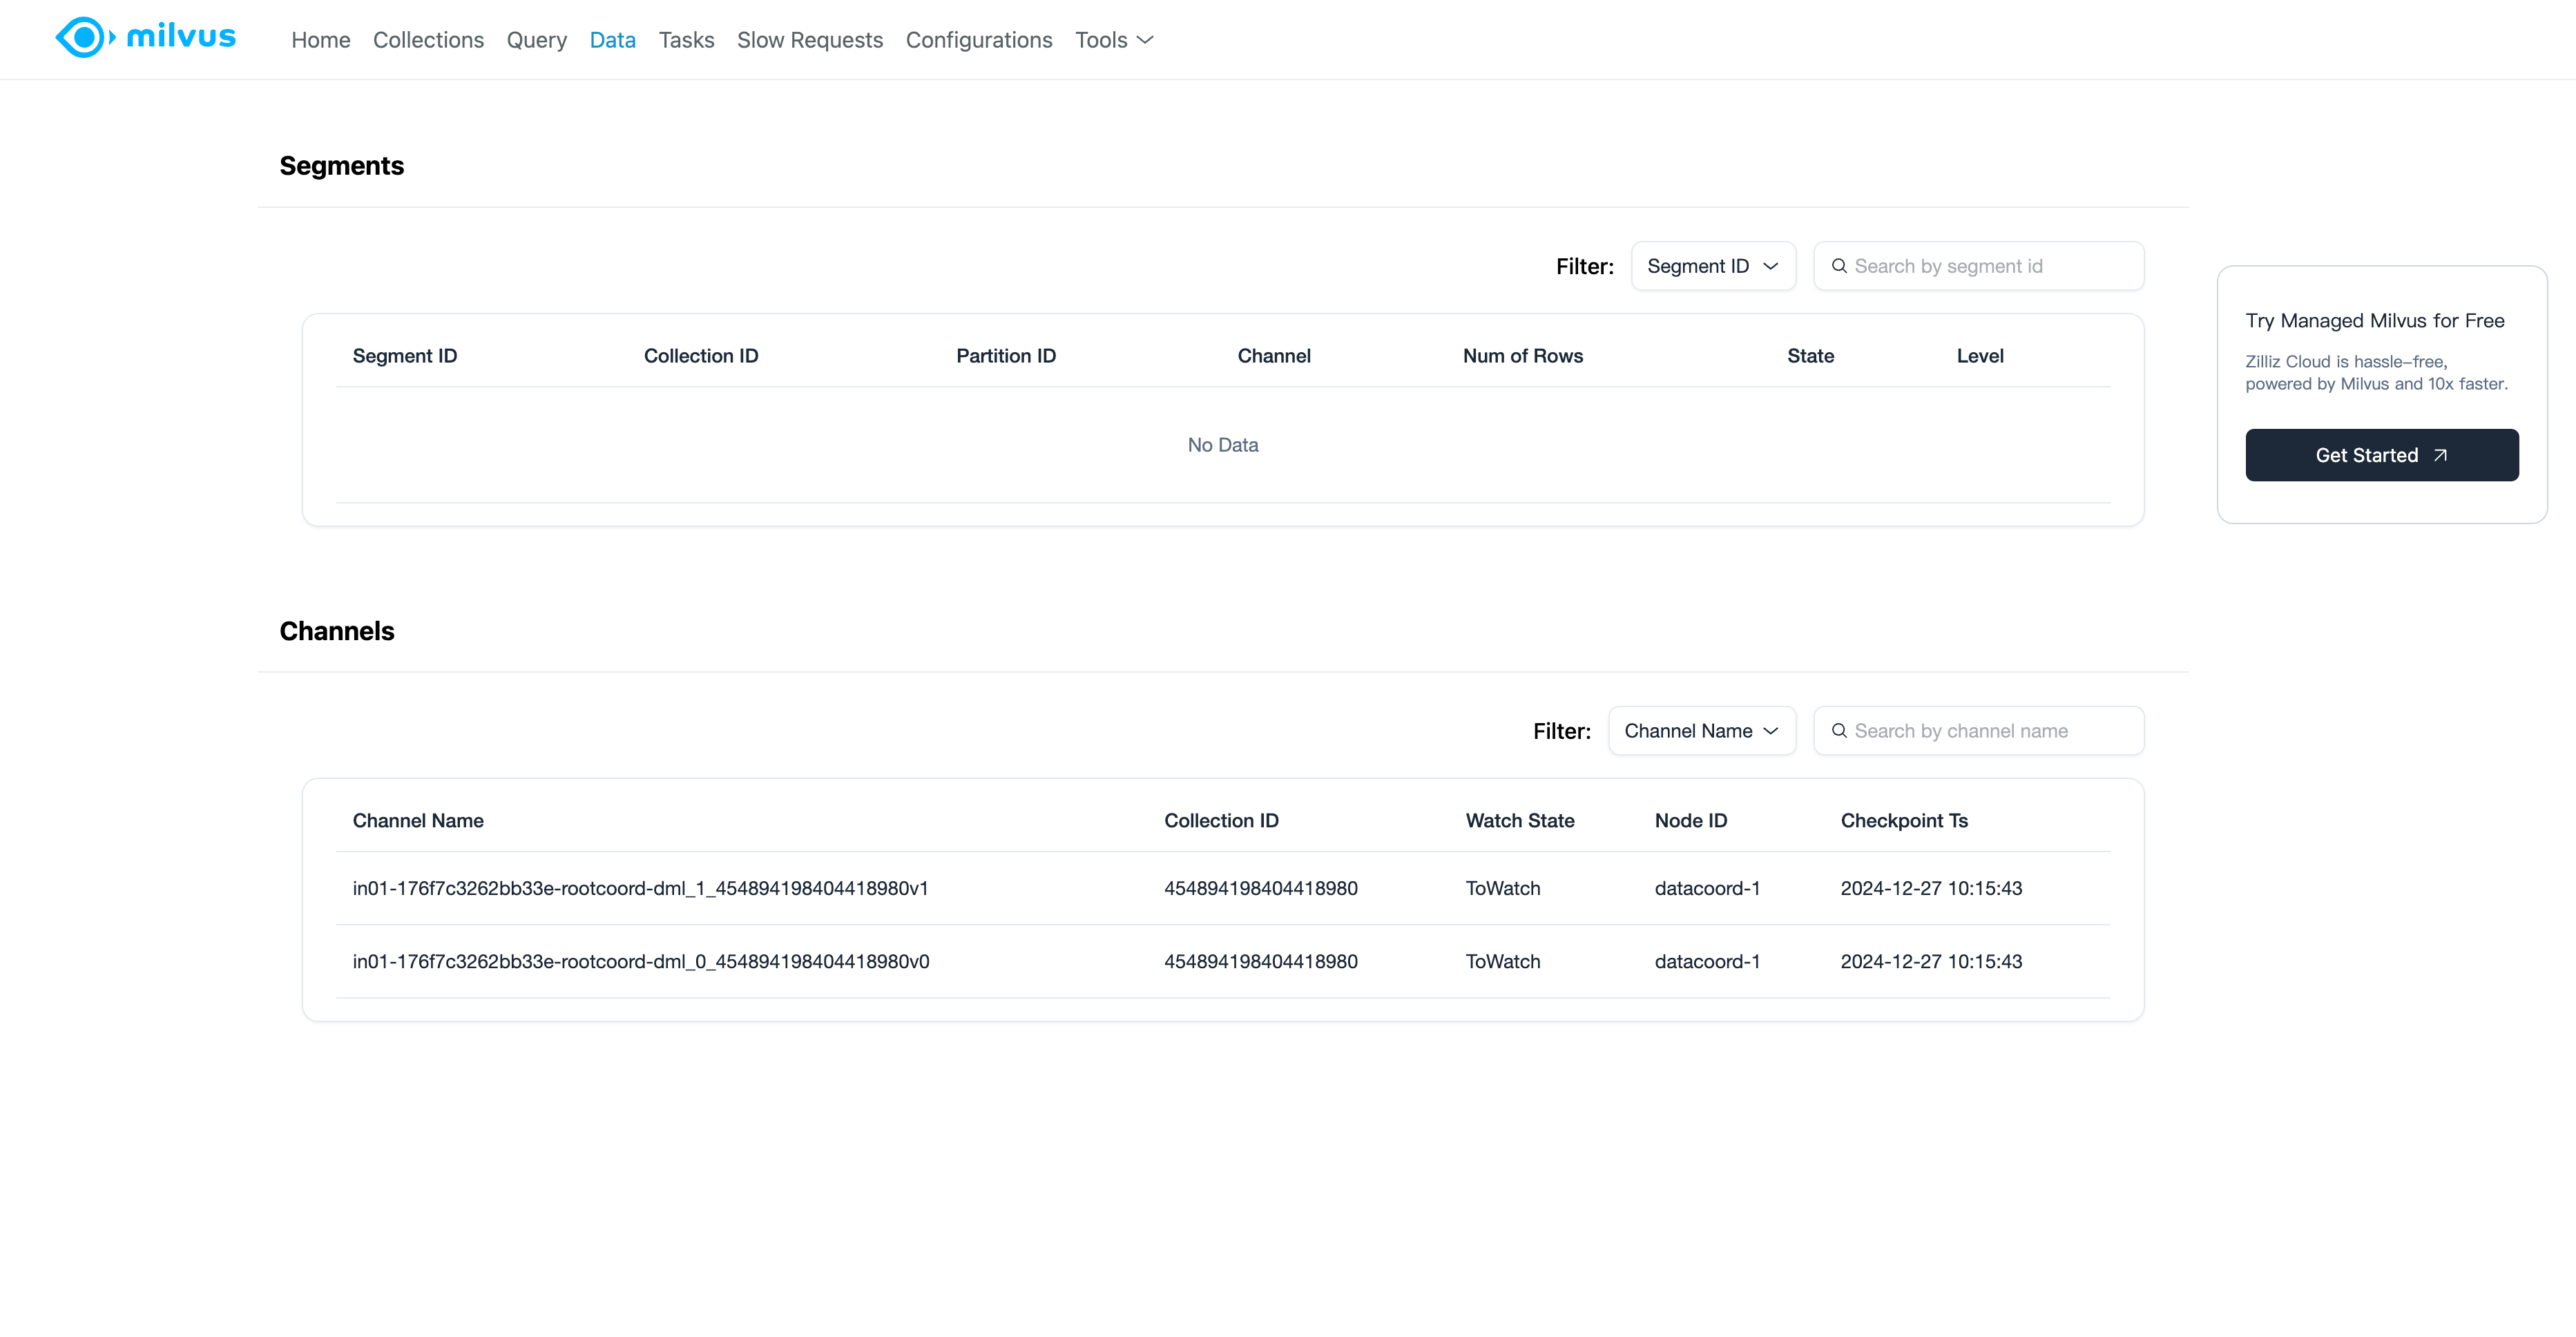 milvus Home Collections Query Data Tasks Slow Requests Configurations Tools
Segments
Filter: Segment ID Search by segment id
Segment ID Collection ID Partition ID Channel Num of Rows State Level
No Data
Try Managed Milvus for Free
Zilliz Cloud is hassle-free,
powered by Milvus and 10x faster.
Get Started
Channels
Filter: Channel Name Search by channel name
Channel Name Collection ID Watch State Node ID Checkpoint Ts
in01-176f7c3262bb33e-rootcoord-dml_1_454894198404418980v1 454894198404418980 ToWatch datacoord-1 2024-12-27 10:15:43
in01-176f7c3262bb33e-rootcoord-dml_0_454894198404418980v0 454894198404418980 ToWatch datacoord-1 2024-12-27 10:15:43